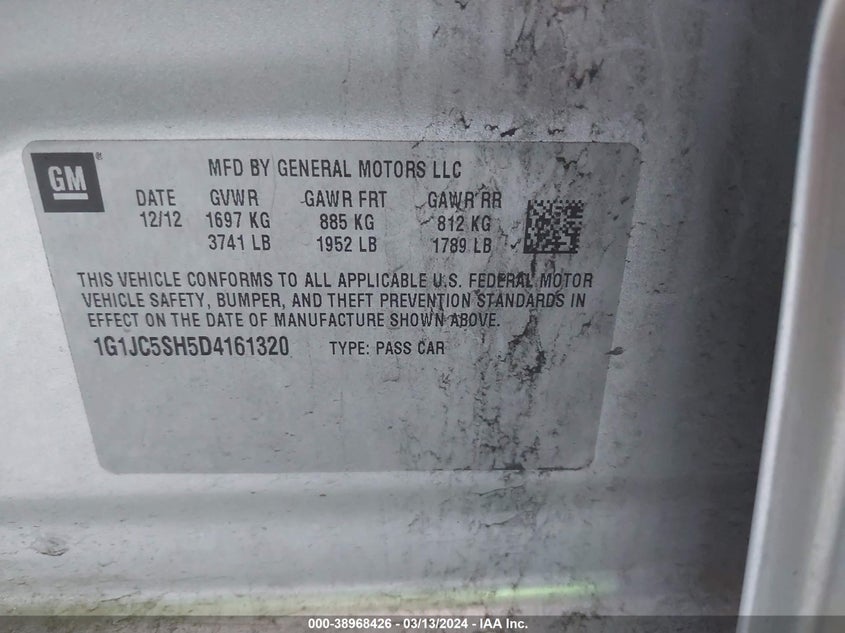 GM®
MFD BY GENERAL MOTORS LLC
DATE GVWR GAWR FRT GAWR RR
12/12 1697 KG 885 KG 812 KG
3741 LB 1952 LB 1789 LB
THIS VEHICLE CONFORMS TO ALL APPLICABLE U.S. FEDERAL MOTOR
VEHICLE SAFETY, BUMPER, AND THEFT PREVENTION STANDARDS IN
EFFECT ON THE DATE OF MANUFACTURE SHOWN ABOVE.
1G1JC5SH5D4161320 TYPE: PASS CAR
000-38968426 - 03/13/2024 - IAA Inc.